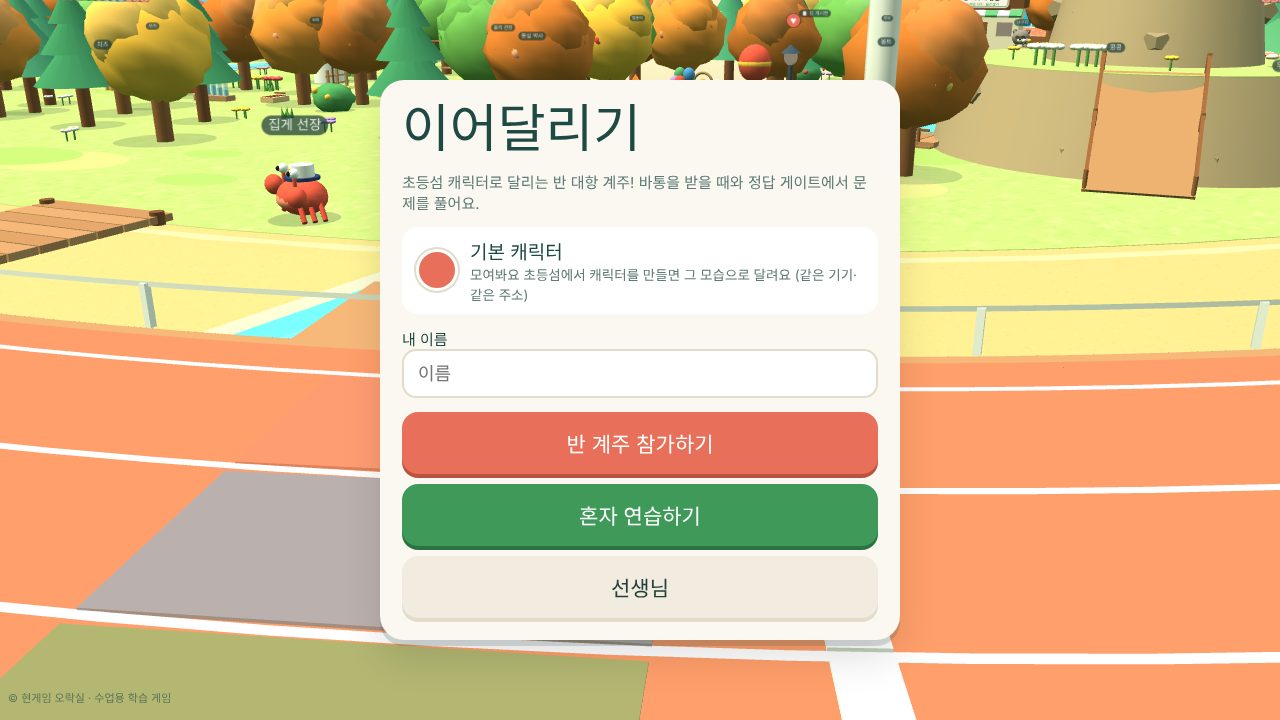 집게 선장
이어달리기
초등섬 캐릭터로 달리는 반 대항 계주! 바통을 받을 때와 정답 게이트에서 문
제를 풀어요.
기본 캐릭터
모여봐요 초등섬에서 캐릭터를 만들면 그 모습으로 달려요 (같은 기기·
같은 주소)
내 이름
이름
반 계주 참가하기
혼자 연습하기
선생님
© 현게임 오락실 · 수업용 학습 게임